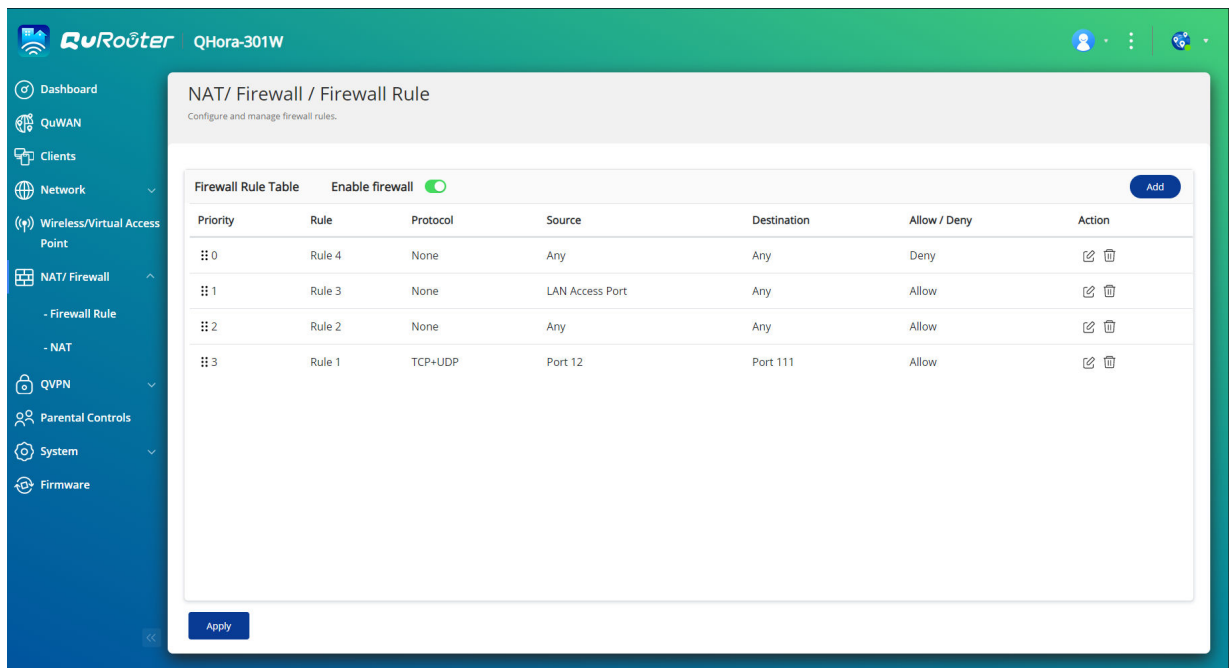 QuRoûter QHora-301W
Dashboard
QuWAN
Clients
Network
Wireless/Virtual Access
Point
NAT/ Firewall
- Firewall Rule
- NAT
QVPN
Parental Controls
System
Firmware
NAT/ Firewall / Firewall Rule
Configure and manage firewall rules.
Firewall Rule Table Enable firewall Add
Priority Rule Protocol Source Destination Allow / Deny Action
0 Rule 4 None Any Any Deny
1 Rule 3 None LAN Access Port Any Allow
2 Rule 2 None Any Any Allow
3 Rule 1 TCP+UDP Port 12 Port 111 Allow
Apply